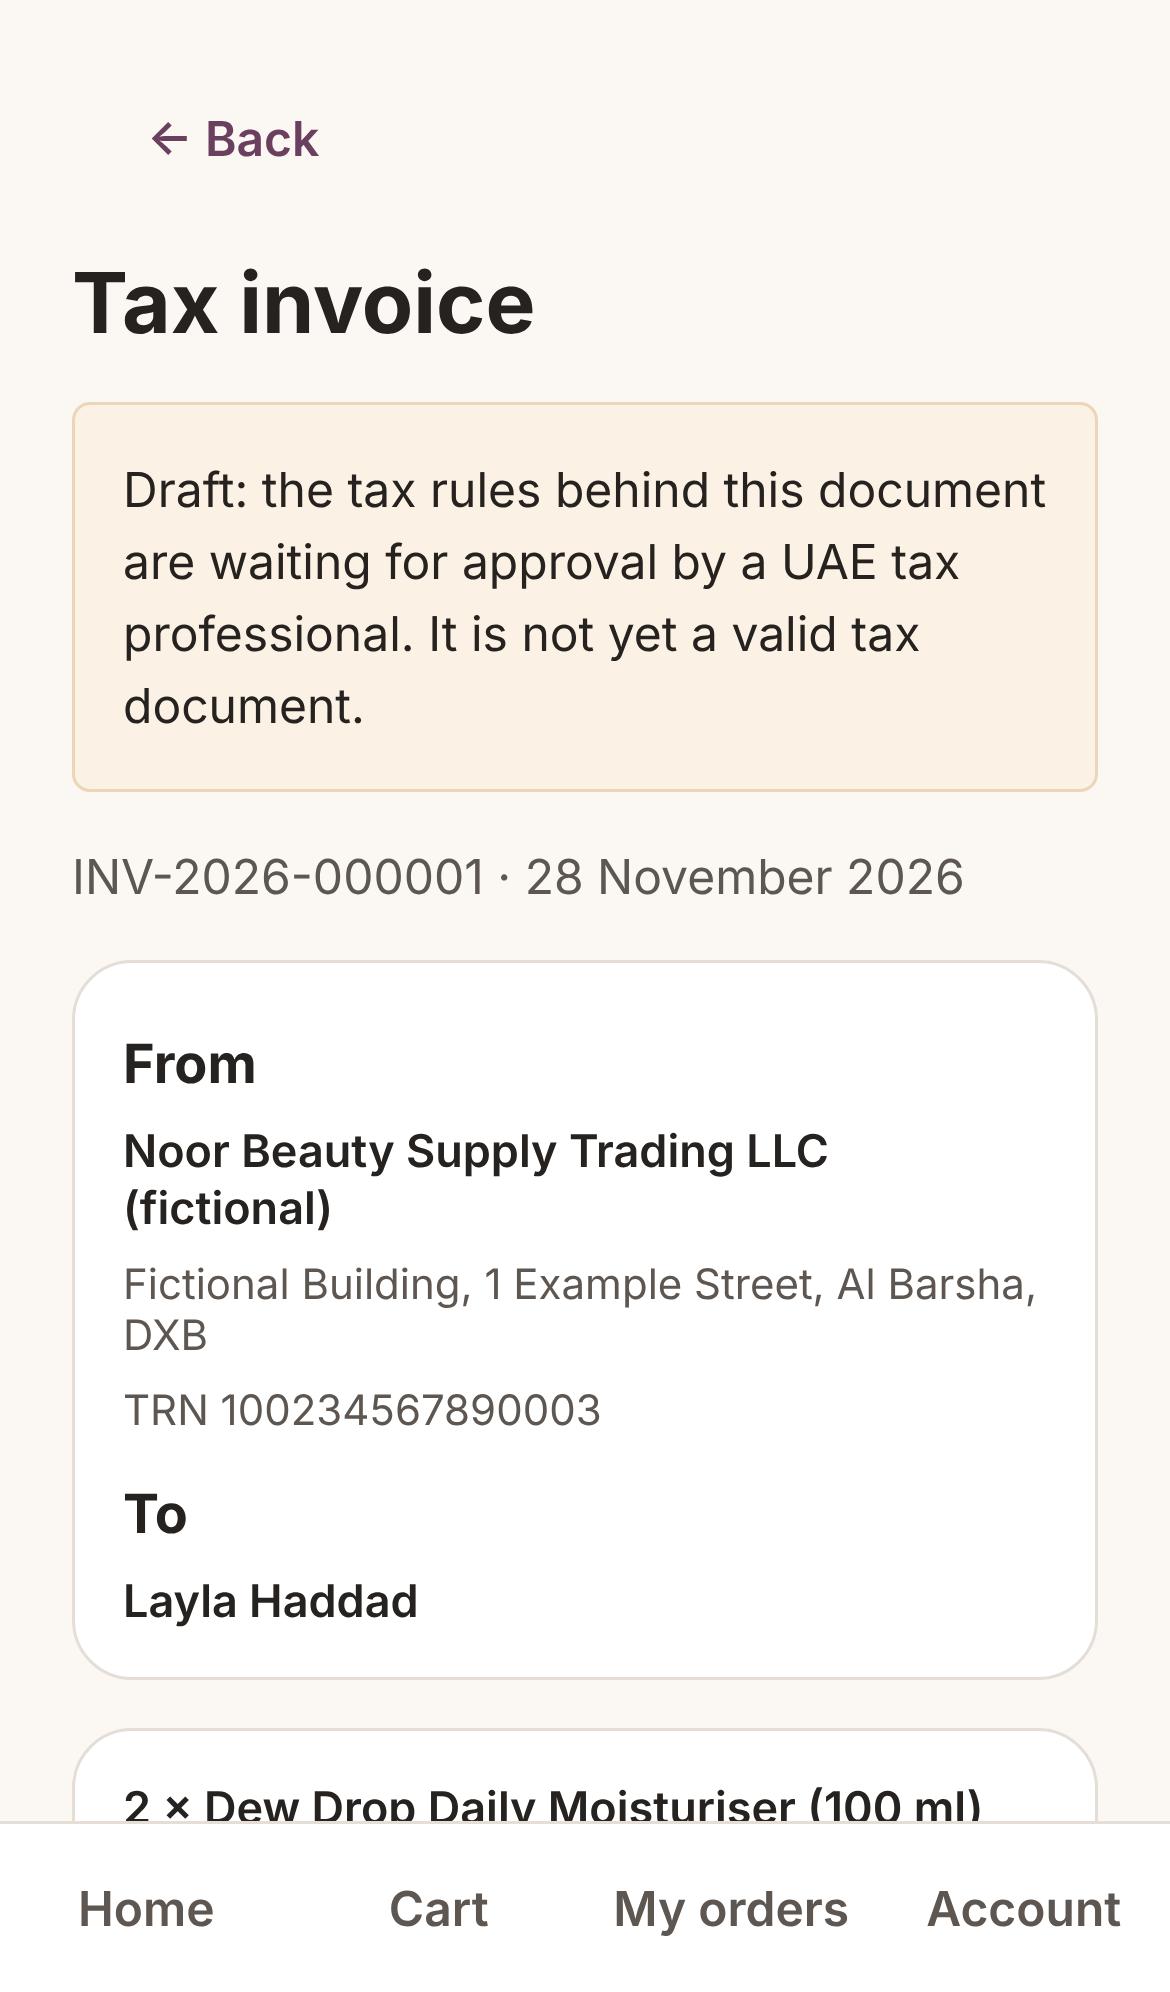 ← Back
Tax invoice
Draft: the tax rules behind this document
are waiting for approval by a UAE tax
professional. It is not yet a valid tax
document.
INV-2026-000001 · 28 November 2026
From
Noor Beauty Supply Trading LLC
(fictional)
Fictional Building, 1 Example Street, Al Barsha,
DXB
TRN 100234567890003
To
Layla Haddad
2 × Dew Drop Daily Moisturiser (100 ml)
Home
Cart
My orders
Account